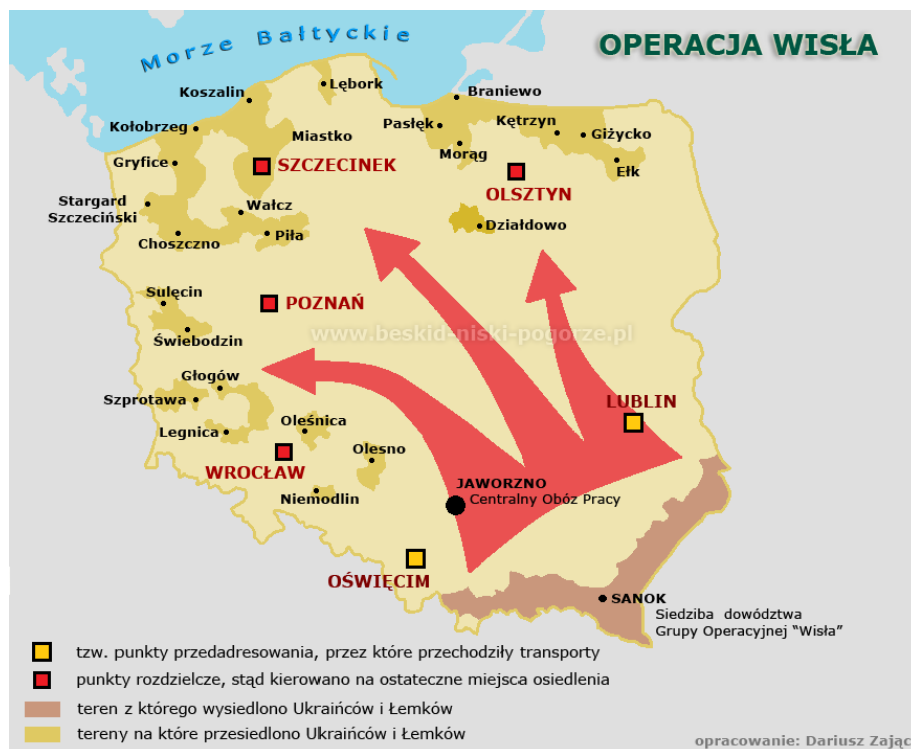 OPERACJA WISŁA
Morze Bałtyckie
Lębork
Koszalin
Braniewo
Kołobrzeg
Miastko
Pasłęk
Kętrzyn
Giżycko
Gryfice
SZCZECINEK
Morąg
Ełk
OLSZTYN
Stargard
Szczeciński
Wałcz
Choszczno
Piła
Działdowo
Sulęcin
POZNAŃ
www.beskid-niski-pogorze.pl
Świebodzin
Głogów
Szprotawa
LUBLIN
Legnica
Oleśnica
Olesno
WROCŁAW
JAWORZNO
Centralny Obóz Pracy
Niemodlin
OŚWIĘCIM
SANOK
Siedziba dowództwa
Grupy Operacyjnej “Wisła”
tzw. punkty przedadresowania, przez które przechodziły transporty
punkty rozdzielcze, stąd kierowano na ostateczne miejsca osiedlenia
teren z którego wysiedlono Ukraińców i Łemków
tereny na które przesiedlono Ukraińców i Łemków
opracowanie: Dariusz Zając